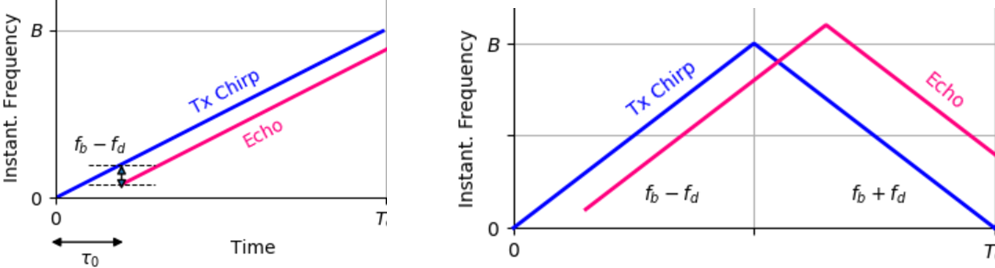 Instant. Frequency
B
Tx Chirp
Echo
f_b − f_d
0
0
T
τ_0
Time
Instant. Frequency
B
Tx Chirp
Echo
f_b − f_d
f_b + f_d
0
0
T